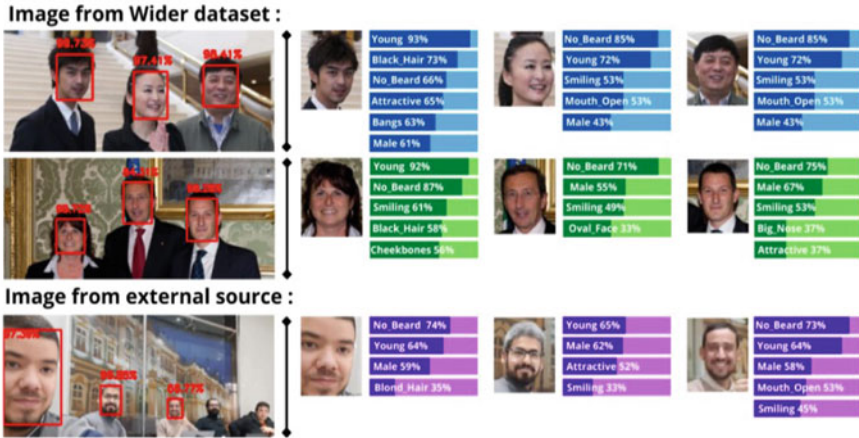 Image from Wider dataset :
97.41%
98.41%
Young 93%
Black_Hair 73%
No_Beard 66%
Attractive 65%
Bangs 63%
Male 61%
No_Beard 85%
Young 72%
Smiling 53%
Mouth_Open 53%
Male 43%
No_Beard 85%
Young 72%
Smiling 53%
Mouth_Open 53%
Male 43%
Young 92%
No_Beard 87%
Smiling 61%
Black_Hair 58%
Cheekbones 56%
No_Beard 71%
Male 55%
Smiling 49%
Oval_Face 33%
No_Beard 75%
Male 67%
Smiling 53%
Big_Nose 37%
Attractive 37%
Image from external source :
No_Beard 74%
Young 64%
Male 59%
Blond_Hair 35%
Young 65%
Male 62%
Attractive 52%
Smiling 33%
No_Beard 73%
Young 64%
Male 58%
Mouth_Open 53%
Smiling 45%